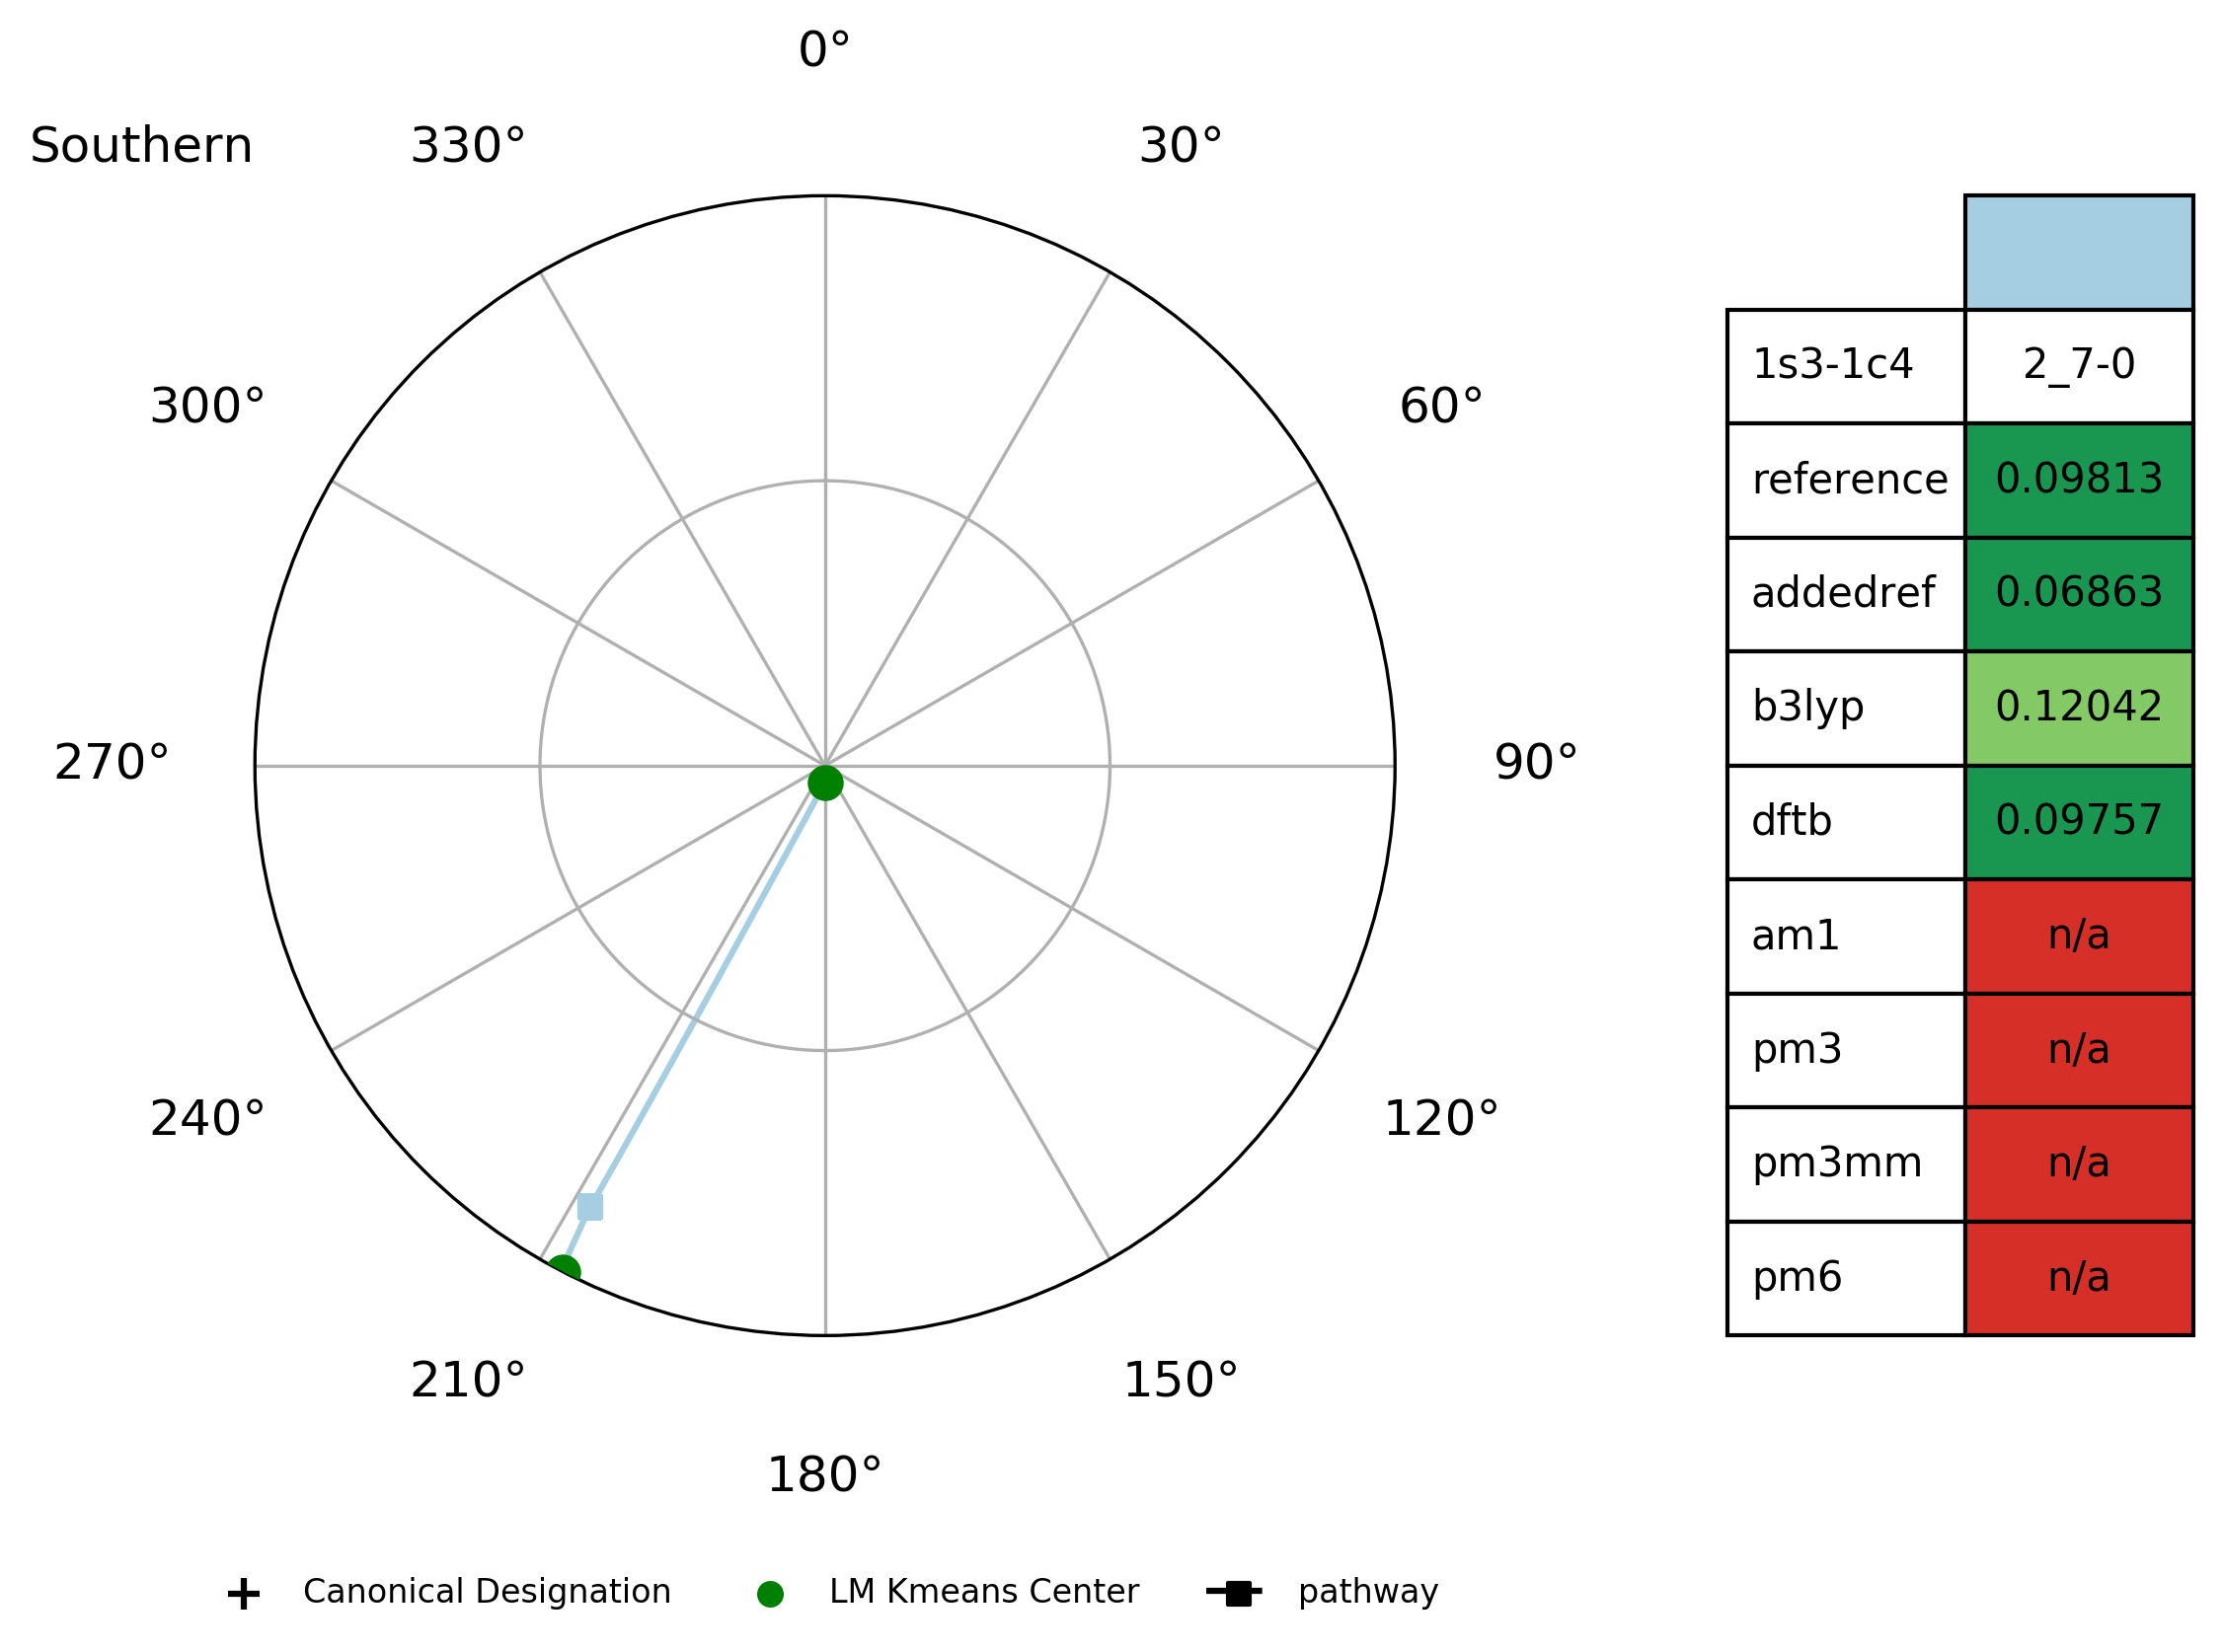 0°
Southern
330°
30°
300°
60°
270°
90°
240°
120°
210°
150°
180°
1s3-1c4 2_7-0
reference 0.09813
addedref 0.06863
b3lyp 0.12042
dftb 0.09757
am1 n/a
pm3 n/a
pm3mm n/a
pm6 n/a
Canonical Designation LM Kmeans Center pathway